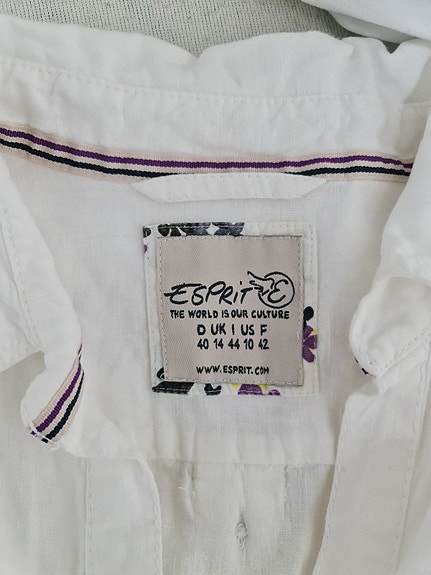 ESPRIT E
THE WORLD IS OUR CULTURE
D UK I US F
40 14 44 10 42
WWW.ESPRIT.COM